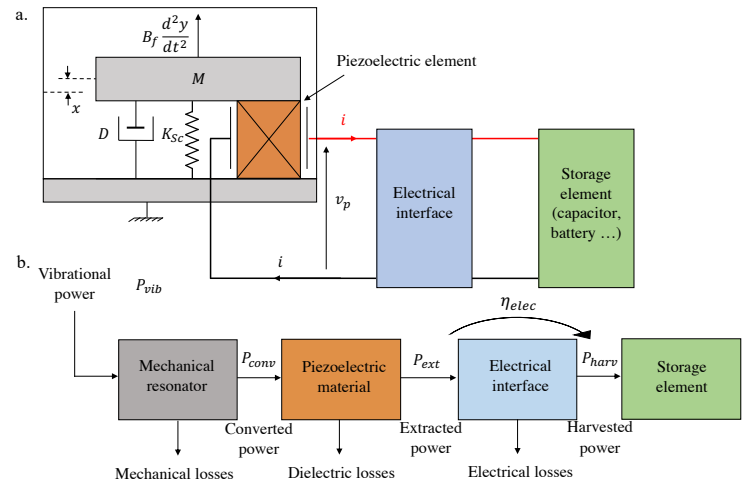 a.
B_f d²y/dt²
M
Piezoelectric element
x
D
K_Sc
i
v_p
Electrical
interface
Storage
element
(capacitor,
battery …)
i
b.
Vibrational
power
P_vib
η_elec
Mechanical
resonator
P_conv
Piezoelectric
material
P_ext
Electrical
interface
P_harv
Storage
element
Converted
power
Extracted
power
Harvested
power
Mechanical losses
Dielectric losses
Electrical losses